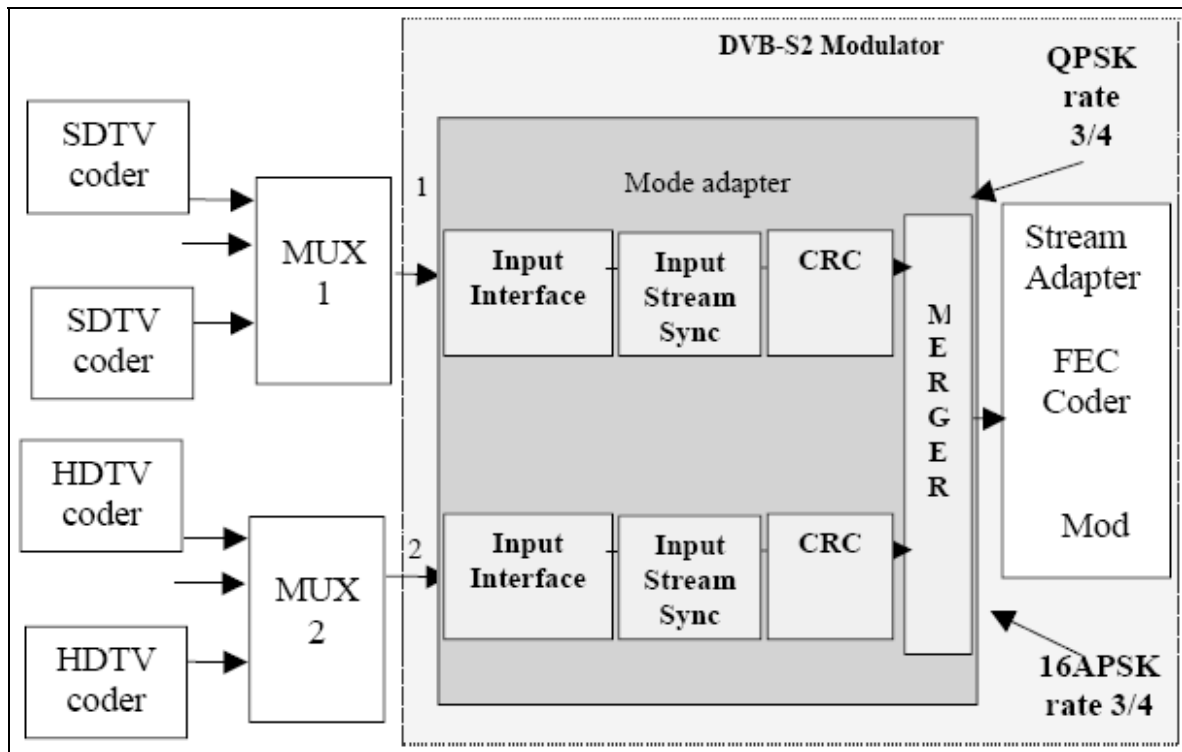 DVB-S2 Modulator
QPSK
rate
3/4
SDTV
coder
SDTV
coder
MUX
1
1
Mode adapter
Input
Interface
Input
Stream
Sync
CRC
M
E
R
G
E
R
Stream
Adapter
FEC
Coder
Mod
HDTV
coder
HDTV
coder
MUX
2
2
Input
Interface
Input
Stream
Sync
CRC
16APSK
rate 3/4